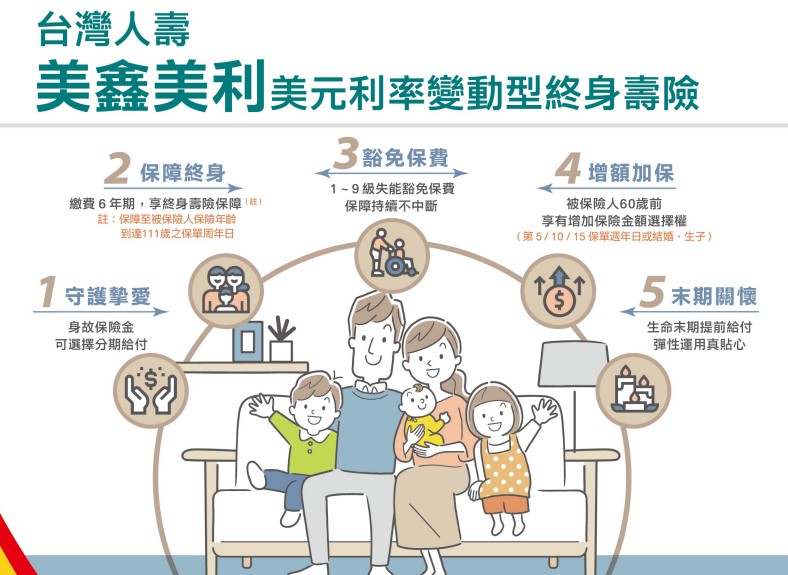 台灣人壽
美鑫美利美元利率變動型終身壽險
1 守護摯愛
身故保險金
可選擇分期給付
2 保障終身
繳費6年期，享終身壽險保障(註)
註：保障至被保險人保險年齡
到達111歲之保單周年日
3 豁免保費
1~9級失能豁免保費
保障持續不中斷
4 增額加保
被保險人60歲前
享有增加保險金額選擇權
(第5/10/15保單週年日或結婚、生子)
5 末期關懷
生命末期提前給付
彈性運用真貼心
$
$